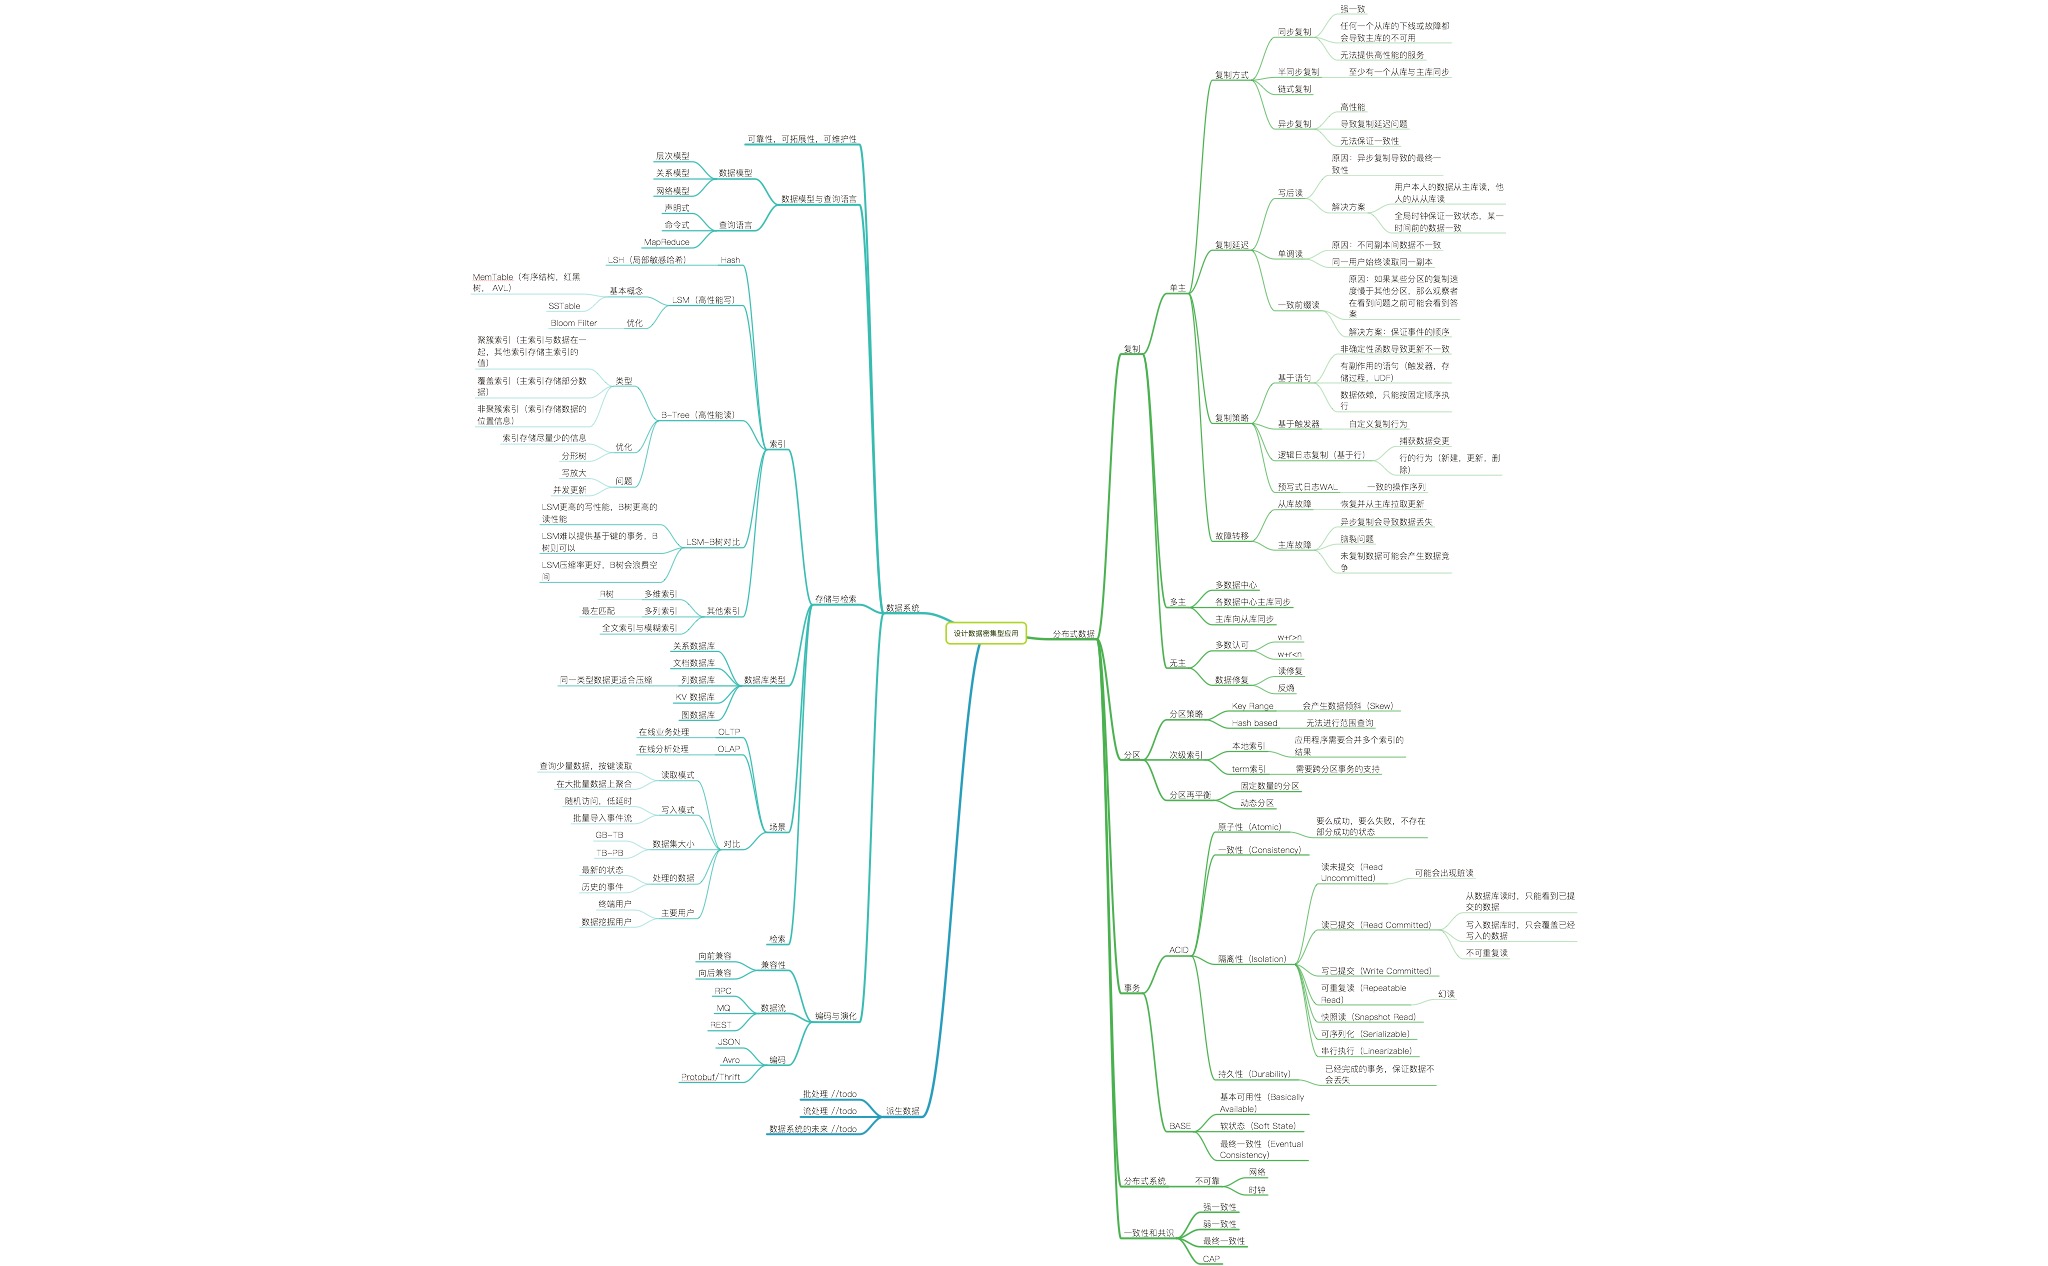 设计数据密集型应用
数据系统
可靠性，可拓展性，可维护性
数据模型与查询语言
数据模型
层次模型
关系模型
网络模型
查询语言
声明式
命令式
MapReduce
存储与检索
索引
Hash
LSH（局部敏感哈希）
LSM（高性能写）
基本概念
MemTable（有序结构，红黑
树， AVL）
SSTable
优化
Bloom Filter
B-Tree（高性能读）
类型
聚簇索引（主索引与数据在一
起，其他索引存储主索引的
值）
覆盖索引（主索引存储部分数
据）
非聚簇索引（索引存储数据的
位置信息）
优化
索引存储尽量少的信息
分形树
问题
写放大
并发更新
LSM-B树对比
LSM更高的写性能，B树更高的
读性能
LSM难以提供基于键的事务，B
树则可以
LSM压缩率更好，B树会浪费空
间
其他索引
多维索引
R树
多列索引
最左匹配
全文索引与模糊索引
数据库类型
关系数据库
文档数据库
列数据库
同一类型数据更适合压缩
KV 数据库
图数据库
场景
OLTP
在线业务处理
OLAP
在线分析处理
对比
读取模式
查询少量数据，按键读取
在大批量数据上聚合
写入模式
随机访问，低延时
批量导入事件流
数据集大小
GB-TB
TB-PB
处理的数据
最新的状态
历史的事件
主要用户
终端用户
数据挖掘用户
检索
编码与演化
兼容性
向前兼容
向后兼容
数据流
RPC
MQ
REST
编码
JSON
Avro
Protobuf/Thrift
派生数据
批处理 //todo
流处理 //todo
数据系统的未来 //todo
分布式数据
复制
单主
复制方式
同步复制
强一致
任何一个从库的下线或故障都
会导致主库的不可用
无法提供高性能的服务
半同步复制
至少有一个从库与主库同步
链式复制
异步复制
高性能
导致复制延迟问题
无法保证一致性
复制延迟
写后读
原因：异步复制导致的最终一
致性
解决方案
用户本人的数据从主库读，他
人的从从库读
全局时钟保证一致状态，某一
时间前的数据一致
单调读
原因：不同副本间数据不一致
同一用户始终读取同一副本
一致前缀读
原因：如果某些分区的复制速
度慢于其他分区，那么观察者
在看到问题之前可能会看到答
案
解决方案：保证事件的顺序
复制策略
基于语句
非确定性函数导致更新不一致
有副作用的语句（触发器，存
储过程，UDF）
数据依赖，只能按固定顺序执
行
基于触发器
自定义复制行为
逻辑日志复制（基于行）
捕获数据变更
行的行为（新建，更新，删
除）
预写式日志WAL
一致的操作序列
故障转移
从库故障
恢复并从主库拉取更新
主库故障
异步复制会导致数据丢失
脑裂问题
未复制数据可能会产生数据竞
争
多主
多数据中心
各数据中心主库同步
主库向从库同步
无主
多数认可
w+r>n
w+r<n
数据修复
读修复
反熵
分区
分区策略
Key Range
会产生数据倾斜（Skew）
Hash based
无法进行范围查询
次级索引
本地索引
应用程序需要合并多个索引的
结果
term索引
需要跨分区事务的支持
分区再平衡
固定数量的分区
动态分区
事务
ACID
原子性（Atomic）
要么成功，要么失败，不存在
部分成功的状态
一致性（Consistency）
隔离性（Isolation）
读未提交（Read
Uncommitted）
可能会出现脏读
读已提交（Read Committed）
从数据库读时，只能看到已提
交的数据
写入数据库时，只会覆盖已经
写入的数据
不可重复读
写已提交（Write Committed）
可重复读（Repeatable
Read）
幻读
快照读（Snapshot Read）
可序列化（Serializable）
串行执行（Linearizable）
持久性（Durability）
已经完成的事务，保证数据不
会丢失
BASE
基本可用性（Basically
Available）
软状态（Soft State）
最终一致性（Eventual
Consistency）
分布式系统
不可靠
网络
时钟
一致性和共识
强一致性
弱一致性
最终一致性
CAP